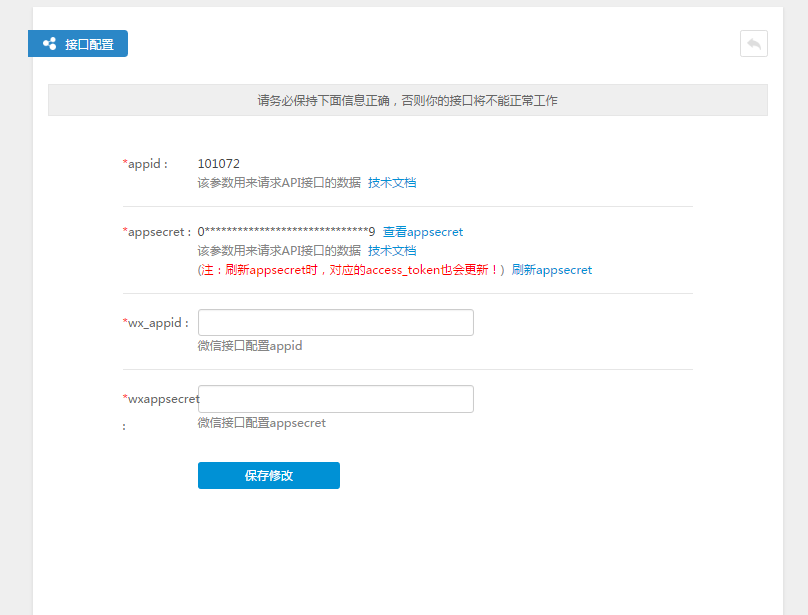 接口配置
请务必保持下面信息正确，否则你的接口将不能正常工作
*appid： 101072
该参数用来请求API接口的数据 技术文档
*appsecret： 0******************************9 查看appsecret
该参数用来请求API接口的数据 技术文档
(注：刷新appsecret时，对应的access_token也会更新！) 刷新appsecret
*wx_appid：
微信接口配置appid
*wxappsecret
：
微信接口配置appsecret
保存修改